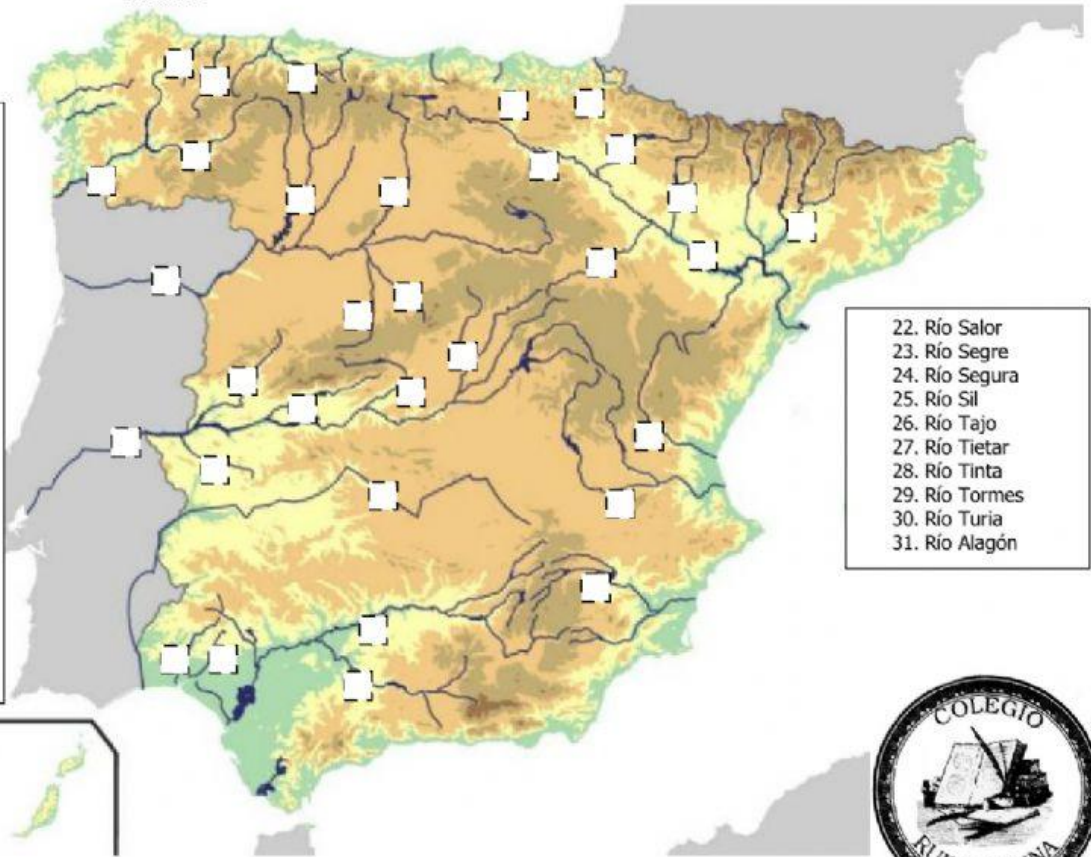 22. Río Salor
23. Río Segre
24. Río Segura
25. Río Sil
26. Río Tajo
27. Río Tietar
28. Río Tinta
29. Río Tormes
30. Río Turia
31. Río Alagón
COLEGIO